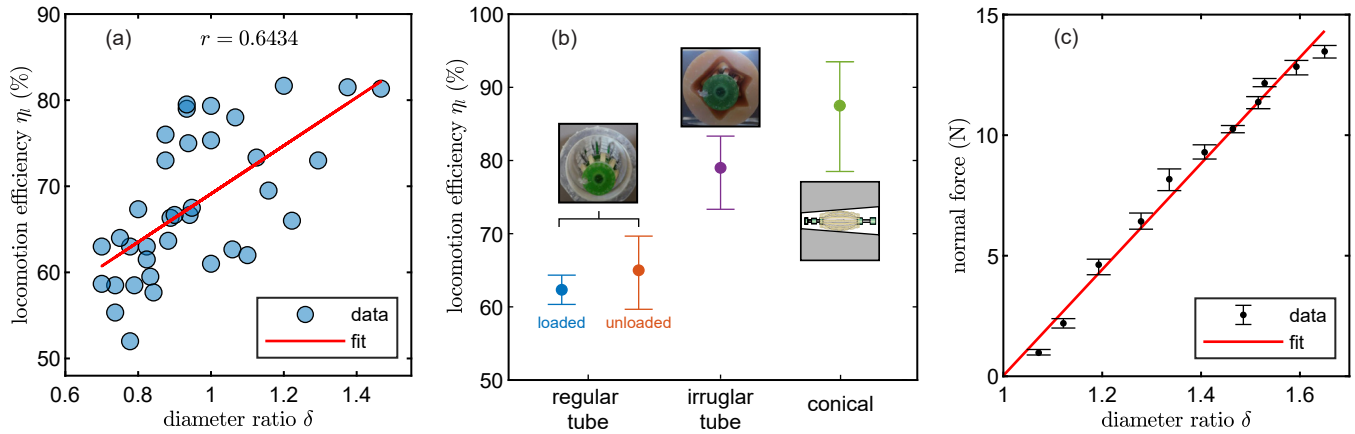 (a)
r = 0.6434
locomotion efficiency ηₗ (%)
90
80
70
60
50
0.6
0.8
1
1.2
1.4
diameter ratio δ
data
fit
(b)
locomotion efficiency ηₗ (%)
100
90
80
70
60
50
loaded
unloaded
regular
tube
irruglar
tube
conical
(c)
normal force (N)
15
10
5
0
1
1.2
1.4
1.6
diameter ratio δ
data
fit